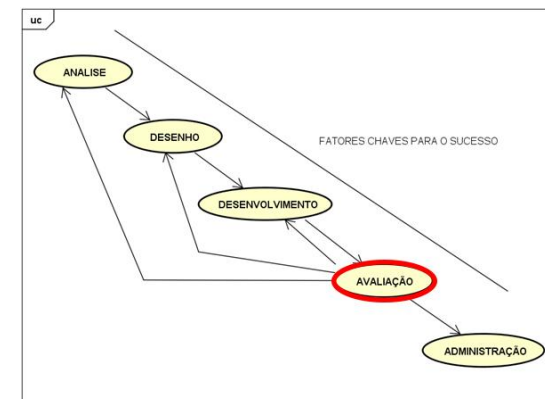 uc
ANALISE
DESENHO
FATORES CHAVES PARA O SUCESSO
DESENVOLVIMENTO
AVALIAÇÃO
ADMINISTRAÇÃO